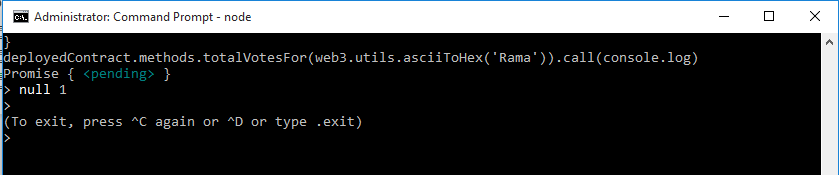 Administrator: Command Prompt - node
}
deployedContract.methods.totalVotesFor(web3.utils.asciiToHex('Rama')).call(console.log)
Promise { <pending> }
> null 1
>
(To exit, press ^C again or ^D or type .exit)
>